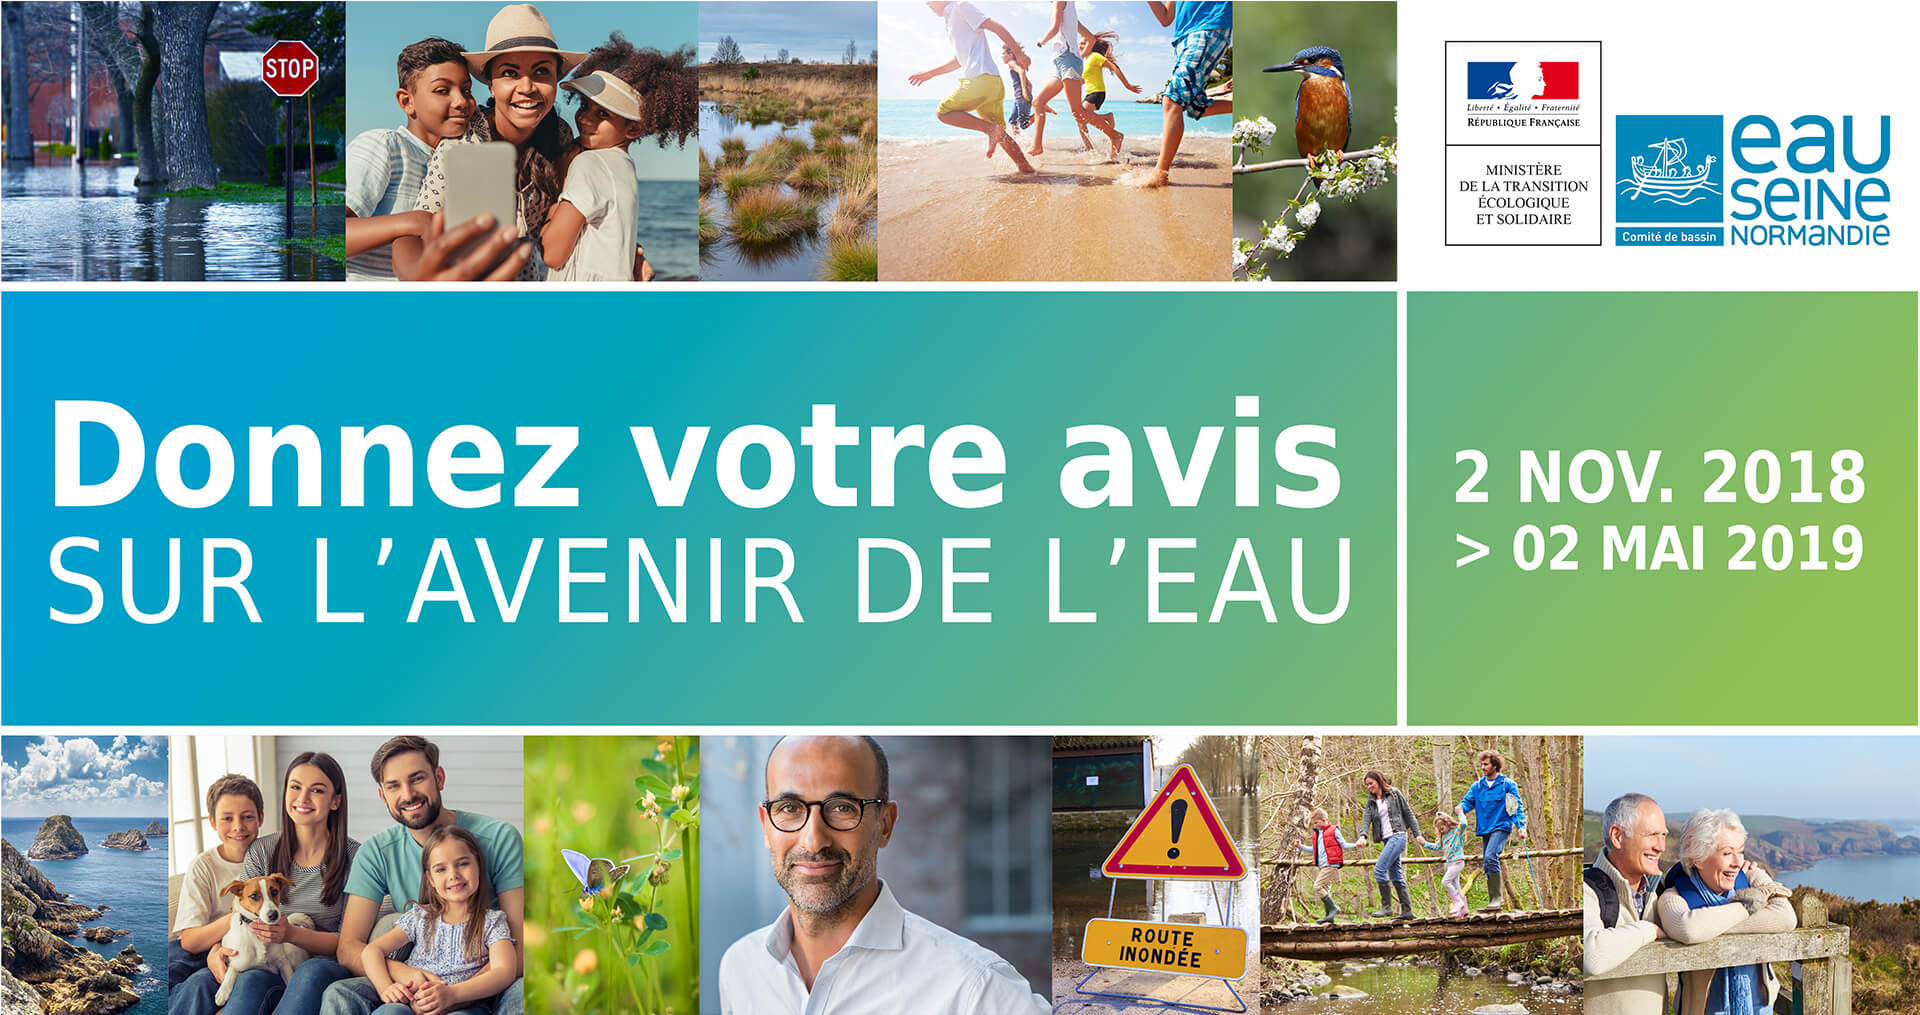 STOP
Liberté • Égalité • Fraternité
RÉPUBLIQUE FRANÇAISE
MINISTÈRE
DE LA TRANSITION
ÉCOLOGIQUE
ET SOLIDAIRE
eau
SEINE
NORMANDIE
Comité de bassin
Donnez votre avis
SUR L’AVENIR DE L’EAU
2 NOV. 2018
> 02 MAI 2019
ROUTE
INONDÉE